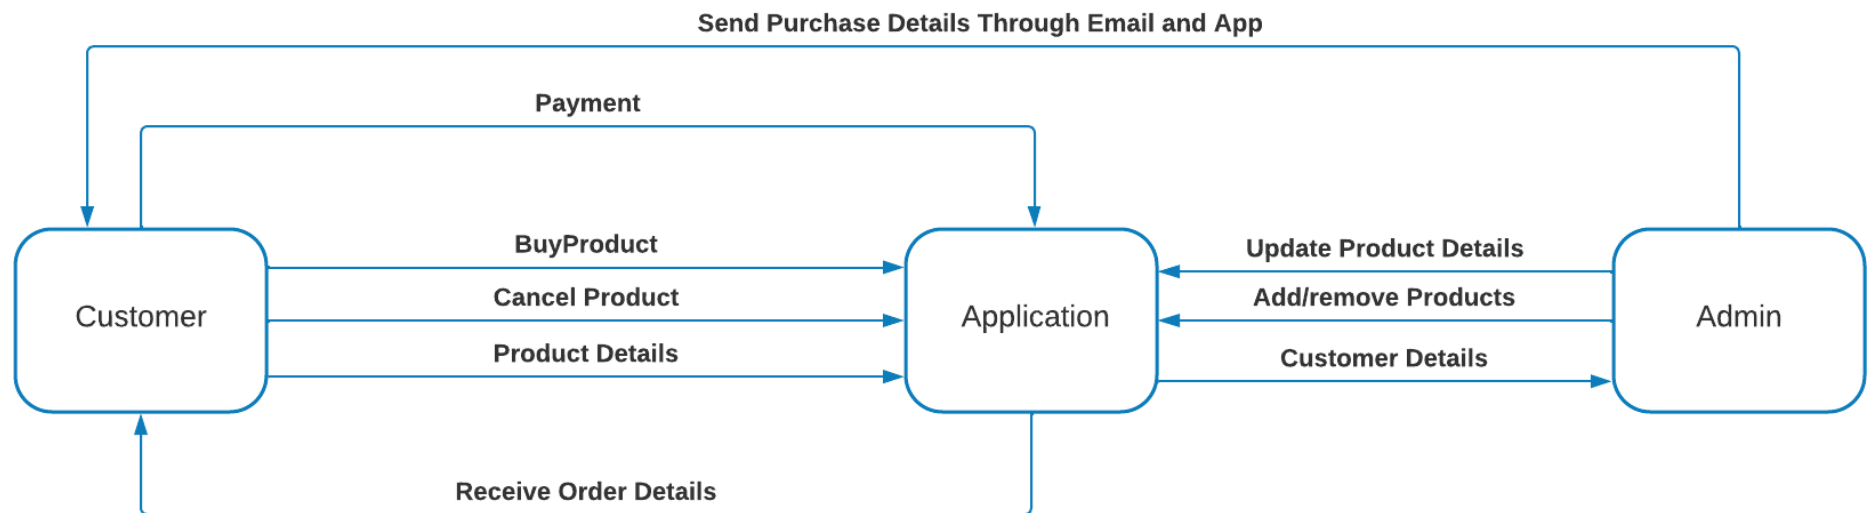 Send Purchase Details Through Email and App
Payment
BuyProduct
Update Product Details
Cancel Product
Add/remove Products
Customer
Application
Admin
Product Details
Customer Details
Receive Order Details